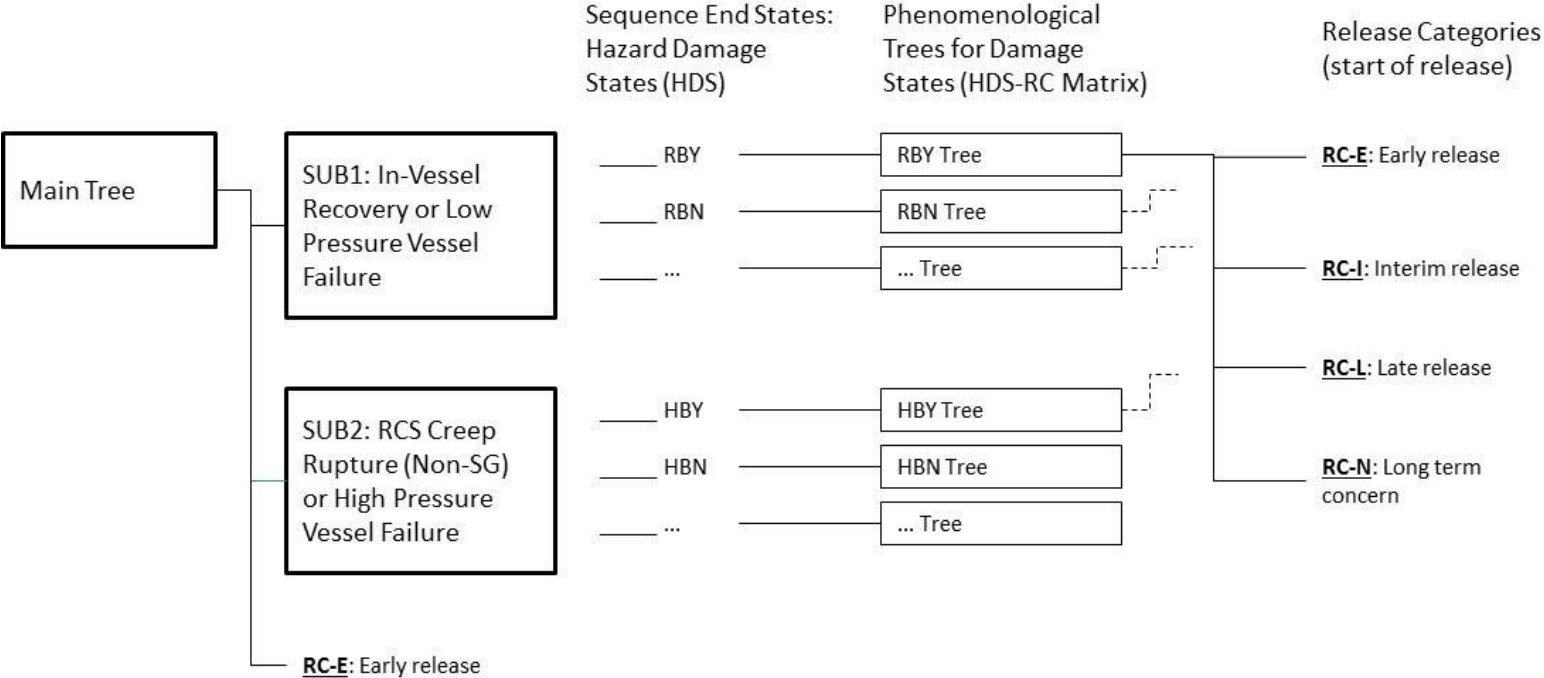 Sequence End States:
Hazard Damage
States (HDS)
Phenomenological
Trees for Damage
States (HDS-RC Matrix)
Release Categories
(start of release)
Main Tree
SUB1: In-Vessel
Recovery or Low
Pressure Vessel
Failure
RBY
RBN
...
RBY Tree
RBN Tree
... Tree
RC-E: Early release
RC-I: Interim release
RC-L: Late release
RC-N: Long term
concern
SUB2: RCS Creep
Rupture (Non-SG)
or High Pressure
Vessel Failure
HBY
HBN
...
HBY Tree
HBN Tree
... Tree
RC-E: Early release